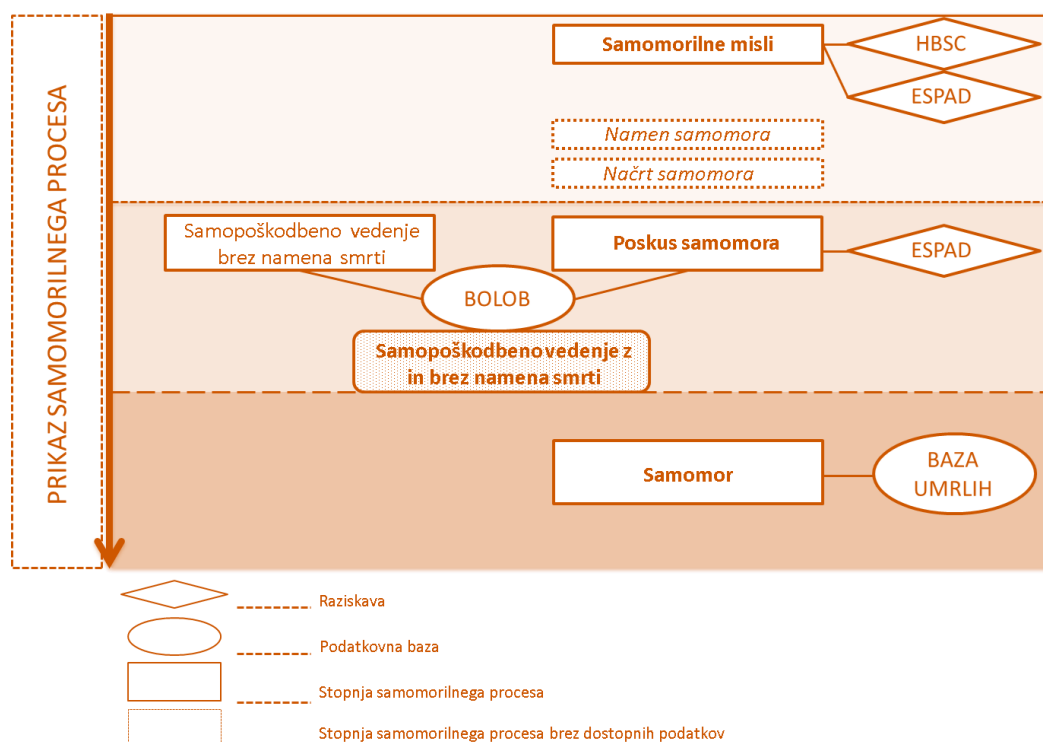 PRIKAZ SAMOMORILNEGA PROCESA
Samomorilne misli
HBSC
ESPAD
Namen samomora
Načrt samomora
Samopoškodbeno vedenje
brez namena smrti
Poskus samomora
ESPAD
BOLOB
Samopoškodbeno vedenje z
in brez namena smrti
Samomor
BAZA
UMRLIH
Raziskava
Podatkovna baza
Stopnja samomorilnega procesa
Stopnja samomorilnega procesa brez dostopnih podatkov